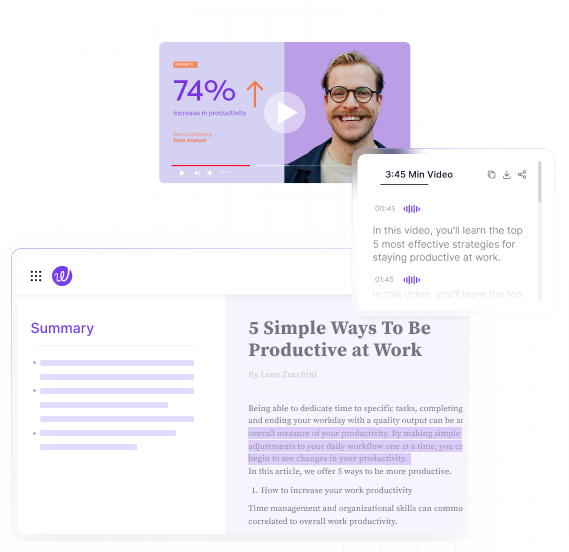 INSIGHTS
74%
Increase in productivity
Data Analyst
3:45 Min Video
00:45
In this video, you'll learn the top
5 most effective strategies for
staying productive at work.
01:45
In this video, you'll learn the top
Summary
5 Simple Ways To Be
Productive at Work
By Leon Zucchini
Being able to dedicate time to specific tasks, completing
and ending your workday with a quality output can be an
overall measure of your productivity. By making simple
adjustments to your daily workflow one at a time, you ca
begin to see changes in your productivity.
In this article, we offer 5 ways to be more productive.
1. How to increase your work productivity
Time management and organizational skills can commo
correlated to overall work productivity.